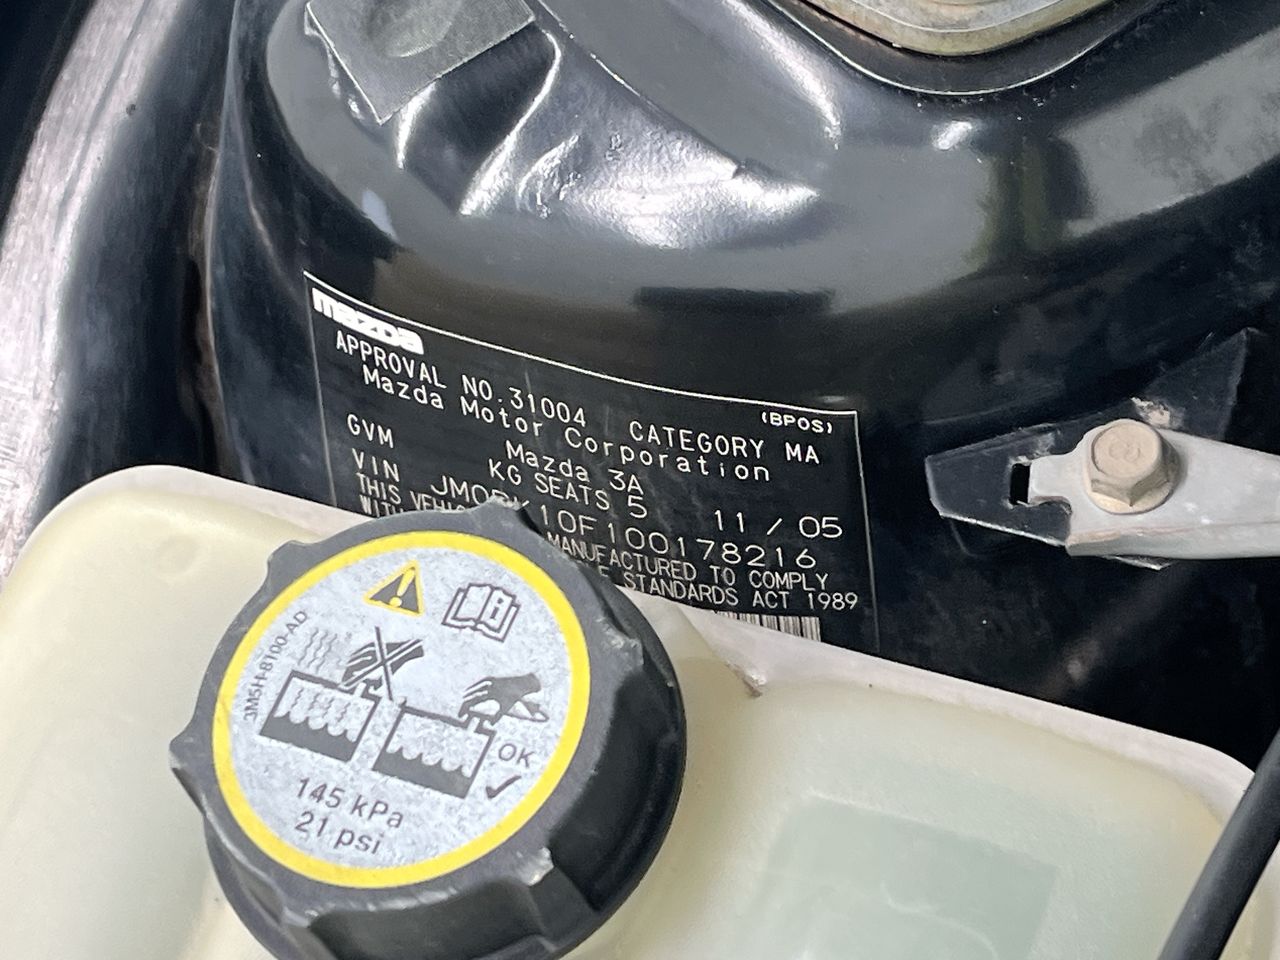 mazda
(BPOS)
APPROVAL NO.31004 CATEGORY MA
Mazda Motor Corporation
Mazda 3A
GVM KG SEATS 5 11 / 05
VIN 10F100178216
THIS MANUFACTURED TO COMPLY
STANDARDS ACT 1989
3M5H-8100-AD
OK
145 kPa
21 psi